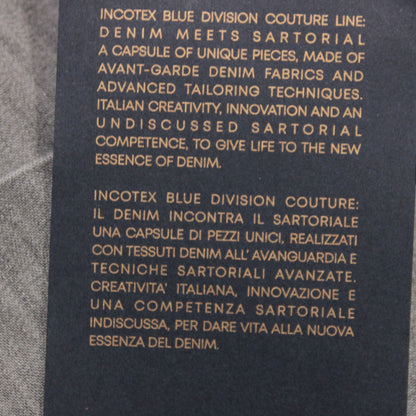 INCOTEX BLUE DIVISION COUTURE LINE:
DENIM MEETS SARTORIAL
A CAPSULE OF UNIQUE PIECES, MADE OF
AVANT-GARDE DENIM FABRICS AND
ADVANCED TAILORING TECHNIQUES.
ITALIAN CREATIVITY, INNOVATION AND AN
UNDISCUSSED SARTORIAL
COMPETENCE, TO GIVE LIFE TO THE NEW
ESSENCE OF DENIM.
INCOTEX BLUE DIVISION COUTURE:
IL DENIM INCONTRA IL SARTORIALE
UNA CAPSULE DI PEZZI UNICI, REALIZZATI
CON TESSUTI DENIM ALL' AVANGUARDIA E
TECNICHE SARTORIALI AVANZATE.
CREATIVITA' ITALIANA, INNOVAZIONE E
UNA COMPETENZA SARTORIALE
INDISCUSSA, PER DARE VITA ALLA NUOVA
ESSENZA DEL DENIM.